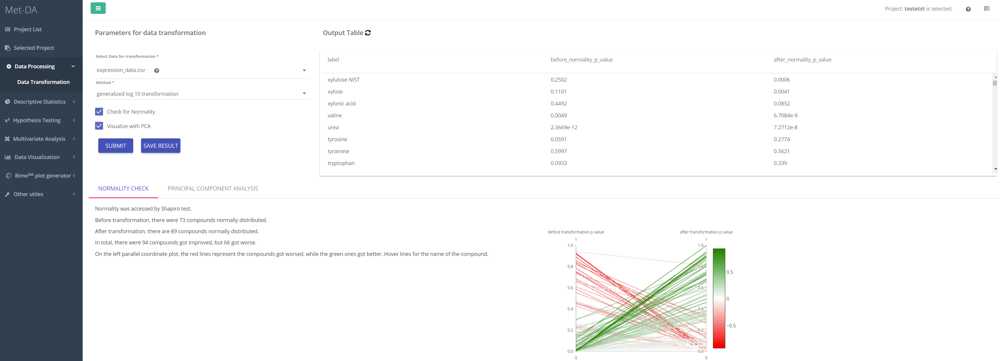 Met-DA
Project List
Selected Project
Data Processing
Data Transformation
Descriptive Statistics
x² Hypothesis Testing
Multivariate Analysis
Data Visualization
Bimo℠ plot generator
Other utiles
Project: testetst is selected.
Parameters for data transformation
Select Data for transformation *
expression_data.csv
Method *
generalized log 10 transformation
Check for Normality
Visualize with PCA
SUBMIT SAVE RESULT
Output Table
label before_normality_p_value after_normality_p_value
xylulose NIST 0.2502 0.0006
xylose 0.1101 0.0041
xylonic acid 0.4492 0.0852
valine 0.0049 6.7084e-9
urea 2.3669e-12 7.2712e-8
tyrosine 0.0591 0.2774
tyramine 0.5997 0.5621
tryptophan 0.0933 0.339
NORMALITY CHECK PRINCIPAL COMPONENT ANALYSIS
Normality was accessed by Shapiro test.
Before transformation, there were 73 compounds normally distributed.
After transformation, there are 89 compounds normally distributed.
In total, there were 94 compounds got improved, but 66 got worse.
On the left parallel coordinate plot, the red lines represent the compounds got worsed, while the green ones got better. Hover lines for the name of the compound.
before transformation p value after transformation p value
1 1
1.0 1.0
0.8 0.8
0.6 0.6
0.4 0.4
0.2 0.2
0.0 0.0
0 0
0.5
0
−0.5